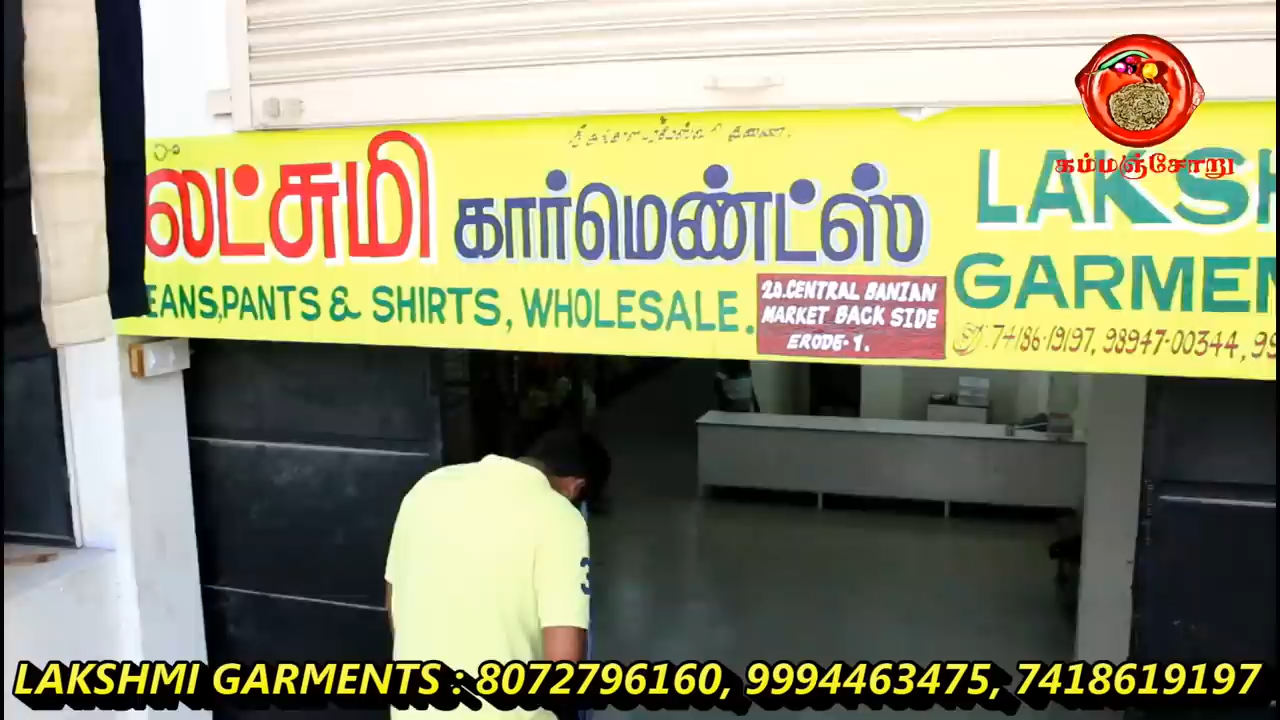 கம்மஞ்சோறு
லட்சுமி கார்மெண்ட்ஸ்
EANS,PANTS & SHIRTS, WHOLESALE.
20.CENTRAL BANIAN
MARKET BACK SIDE
ERODE-1.
LAKSH
GARMEN
74186-19197, 98947-00344, 99
LAKSHMI GARMENTS : 8072796160, 9994463475, 7418619197